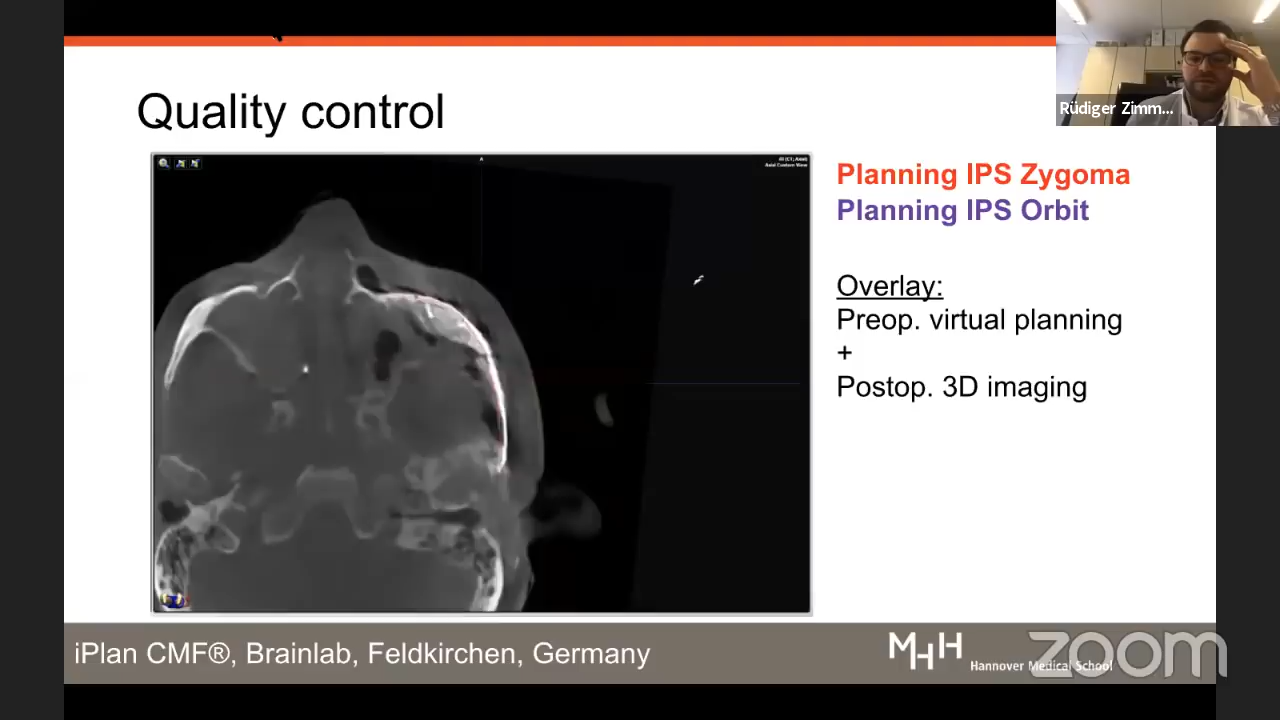 Quality control
Rüdiger Zimm...
A
Planning IPS Zygoma
Planning IPS Orbit
Overlay:
Preop. virtual planning
+
Postop. 3D imaging
iPlan CMF®, Brainlab, Feldkirchen, Germany
MHH
Hannover Medical School
zoom